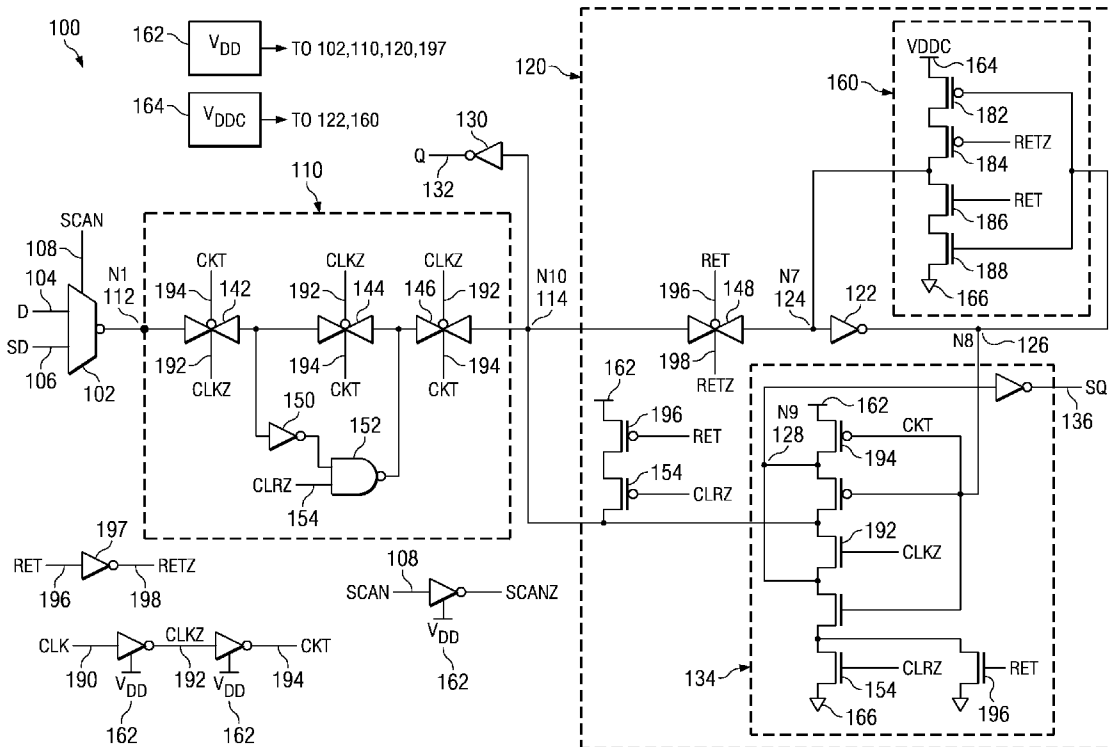 100
162
VDD
TO 102,110,120,197
164
VDDC
TO 122,160
120
160
VDDC
164
182
RETZ
184
RET
186
188
166
130
Q
132
110
SCAN
108
104
D
SD
106
102
N1
112
CKT
194
142
192
CLKZ
CLKZ
192
144
194
CKT
CLKZ
146
192
194
CKT
N10
114
RET
196
148
198
RETZ
N7
124
122
N8
126
150
152
CLRZ
154
162
196
RET
154
CLRZ
SQ
136
N9
128
162
CKT
194
192
CLKZ
CLRZ
154
166
RET
196
134
197
RET
RETZ
196
198
108
SCAN
SCANZ
VDD
162
CLK
190
CLKZ
192
CKT
194
VDD
VDD
162
162